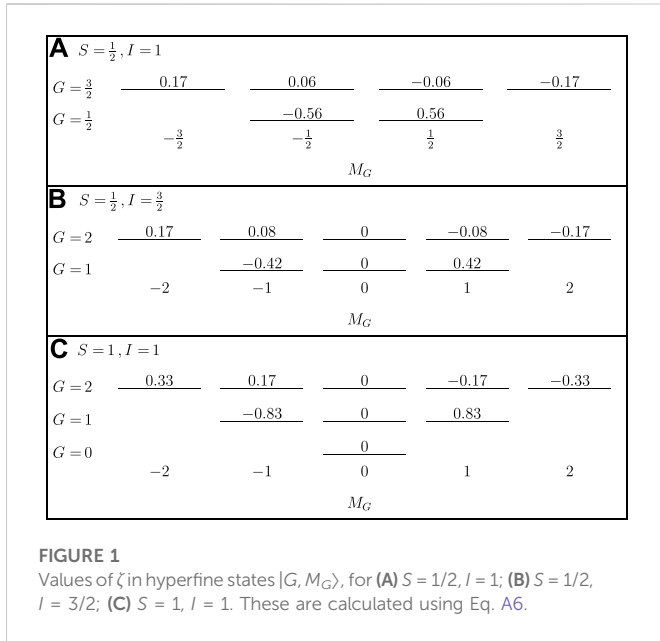 A S = 1/2, I = 1
G = 3/2 0.17 0.06 −0.06 −0.17
G = 1/2 −0.56 0.56
−3/2 −1/2 1/2 3/2
M_G
B S = 1/2, I = 3/2
G = 2 0.17 0.08 0 −0.08 −0.17
G = 1 −0.42 0 0.42
−2 −1 0 1 2
M_G
C S = 1, I = 1
G = 2 0.33 0.17 0 −0.17 −0.33
G = 1 −0.83 0 0.83
G = 0 0
−2 −1 0 1 2
M_G
FIGURE 1
Values of ζ in hyperfine states |G, M_G⟩, for (A) S = 1/2, I = 1; (B) S = 1/2,
I = 3/2; (C) S = 1, I = 1. These are calculated using Eq. A6.